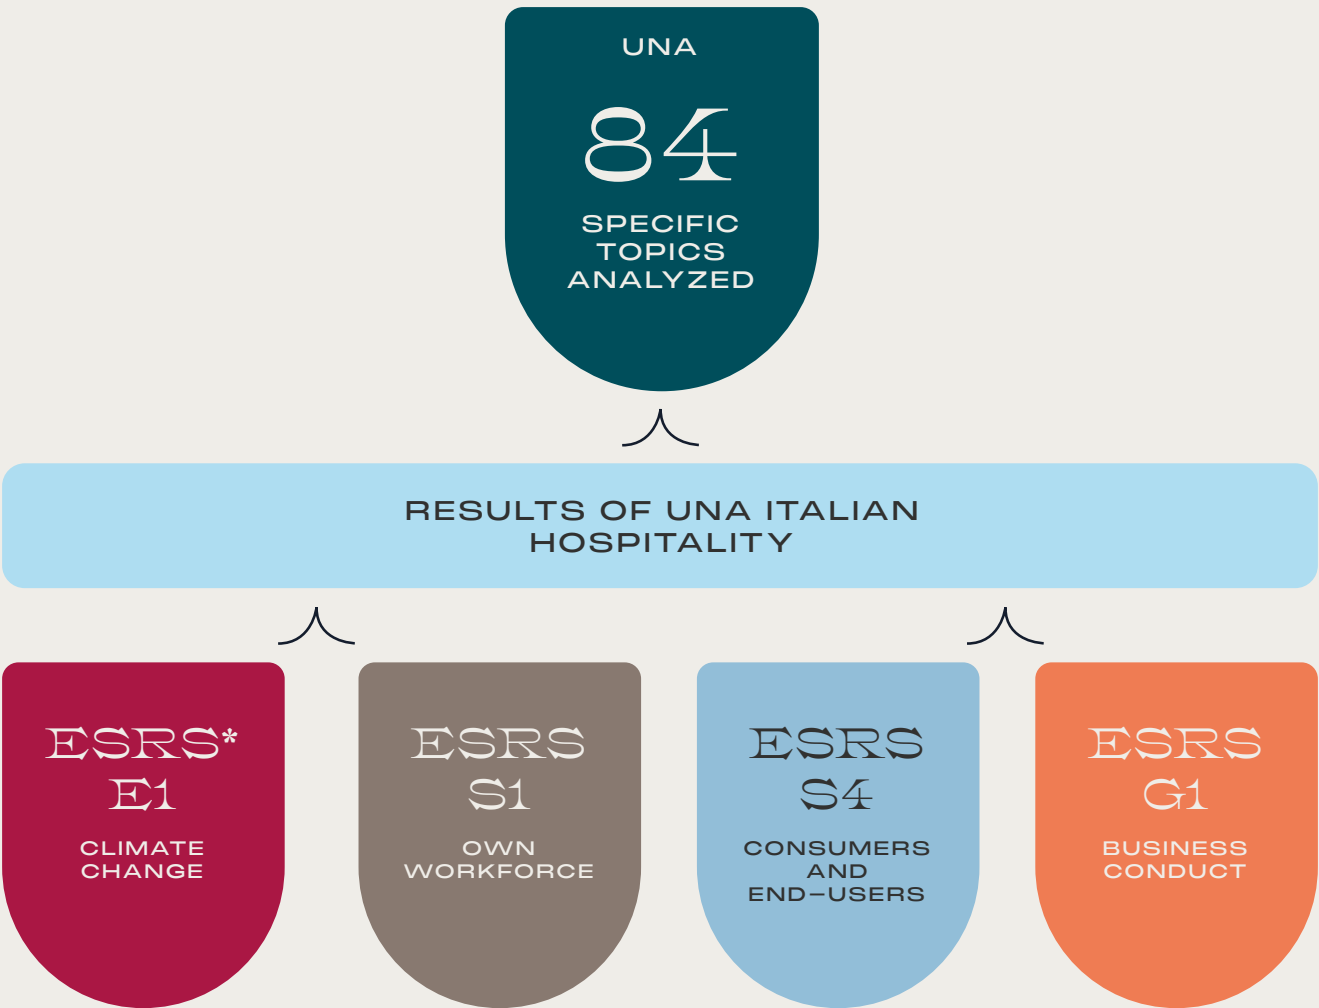 UNA
84
SPECIFIC
TOPICS
ANALYZED
RESULTS OF UNA ITALIAN
HOSPITALITY
ESRS*
E1
CLIMATE
CHANGE
ESRS
S1
OWN
WORKFORCE
ESRS
S4
CONSUMERS
AND
END–USERS
ESRS
G1
BUSINESS
CONDUCT